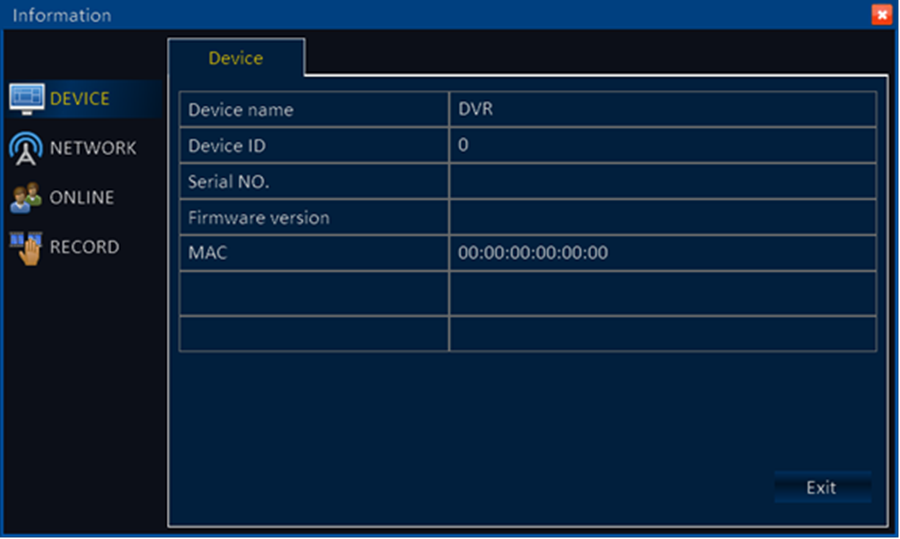 Information
Device
DEVICE
NETWORK
ONLINE
RECORD
Device name DVR
Device ID 0
Serial NO.
Firmware version
MAC 00:00:00:00:00:00
Exit